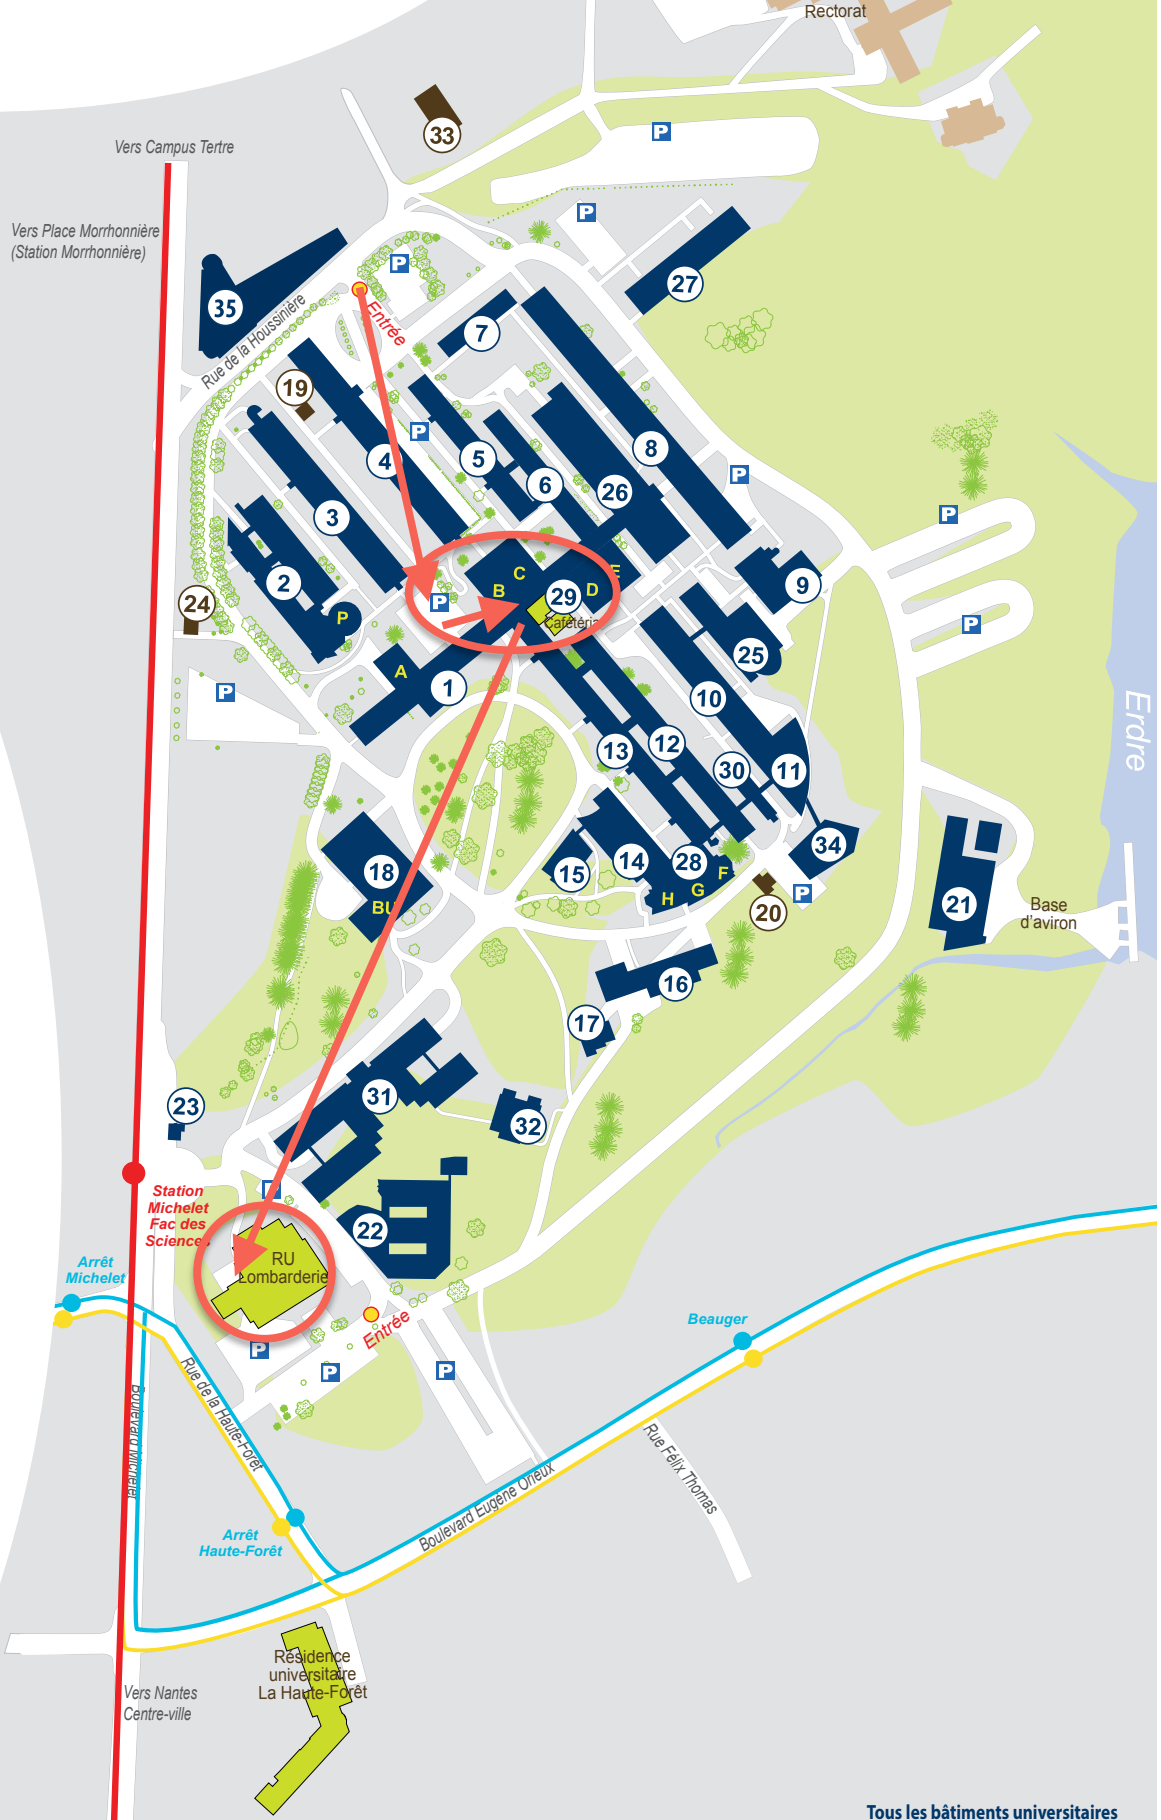 Rectorat
33
P
Vers Campus Tertre
Vers Place Morrhonnière
(Station Morrhonnière)
P
P
27
35
Rue de la Houssinière
Entrée
7
19
P
4
5
8
3
6
26
P
P
C
E
2
B
29
D
9
24
P
P
Cafétéria
P
A
1
25
P
10
Erdre
13
12
30
11
34
18
15
14
28
F
P
BU
H
G
20
21
Base
d'aviron
16
17
31
23
32
Station
Michelet
Fac des
Sciences
P
22
RU
Lombarderie
Arrêt
Michelet
Entrée
Beauger
P
P
P
Rue de la Haute-Forêt
Boulevard Michelet
Rue Félix Thomas
Boulevard Eugène Orieux
Arrêt
Haute-Forêt
Résidence
universitaire
La Haute-Forêt
Vers Nantes
Centre-ville
Tous les bâtiments universitaires